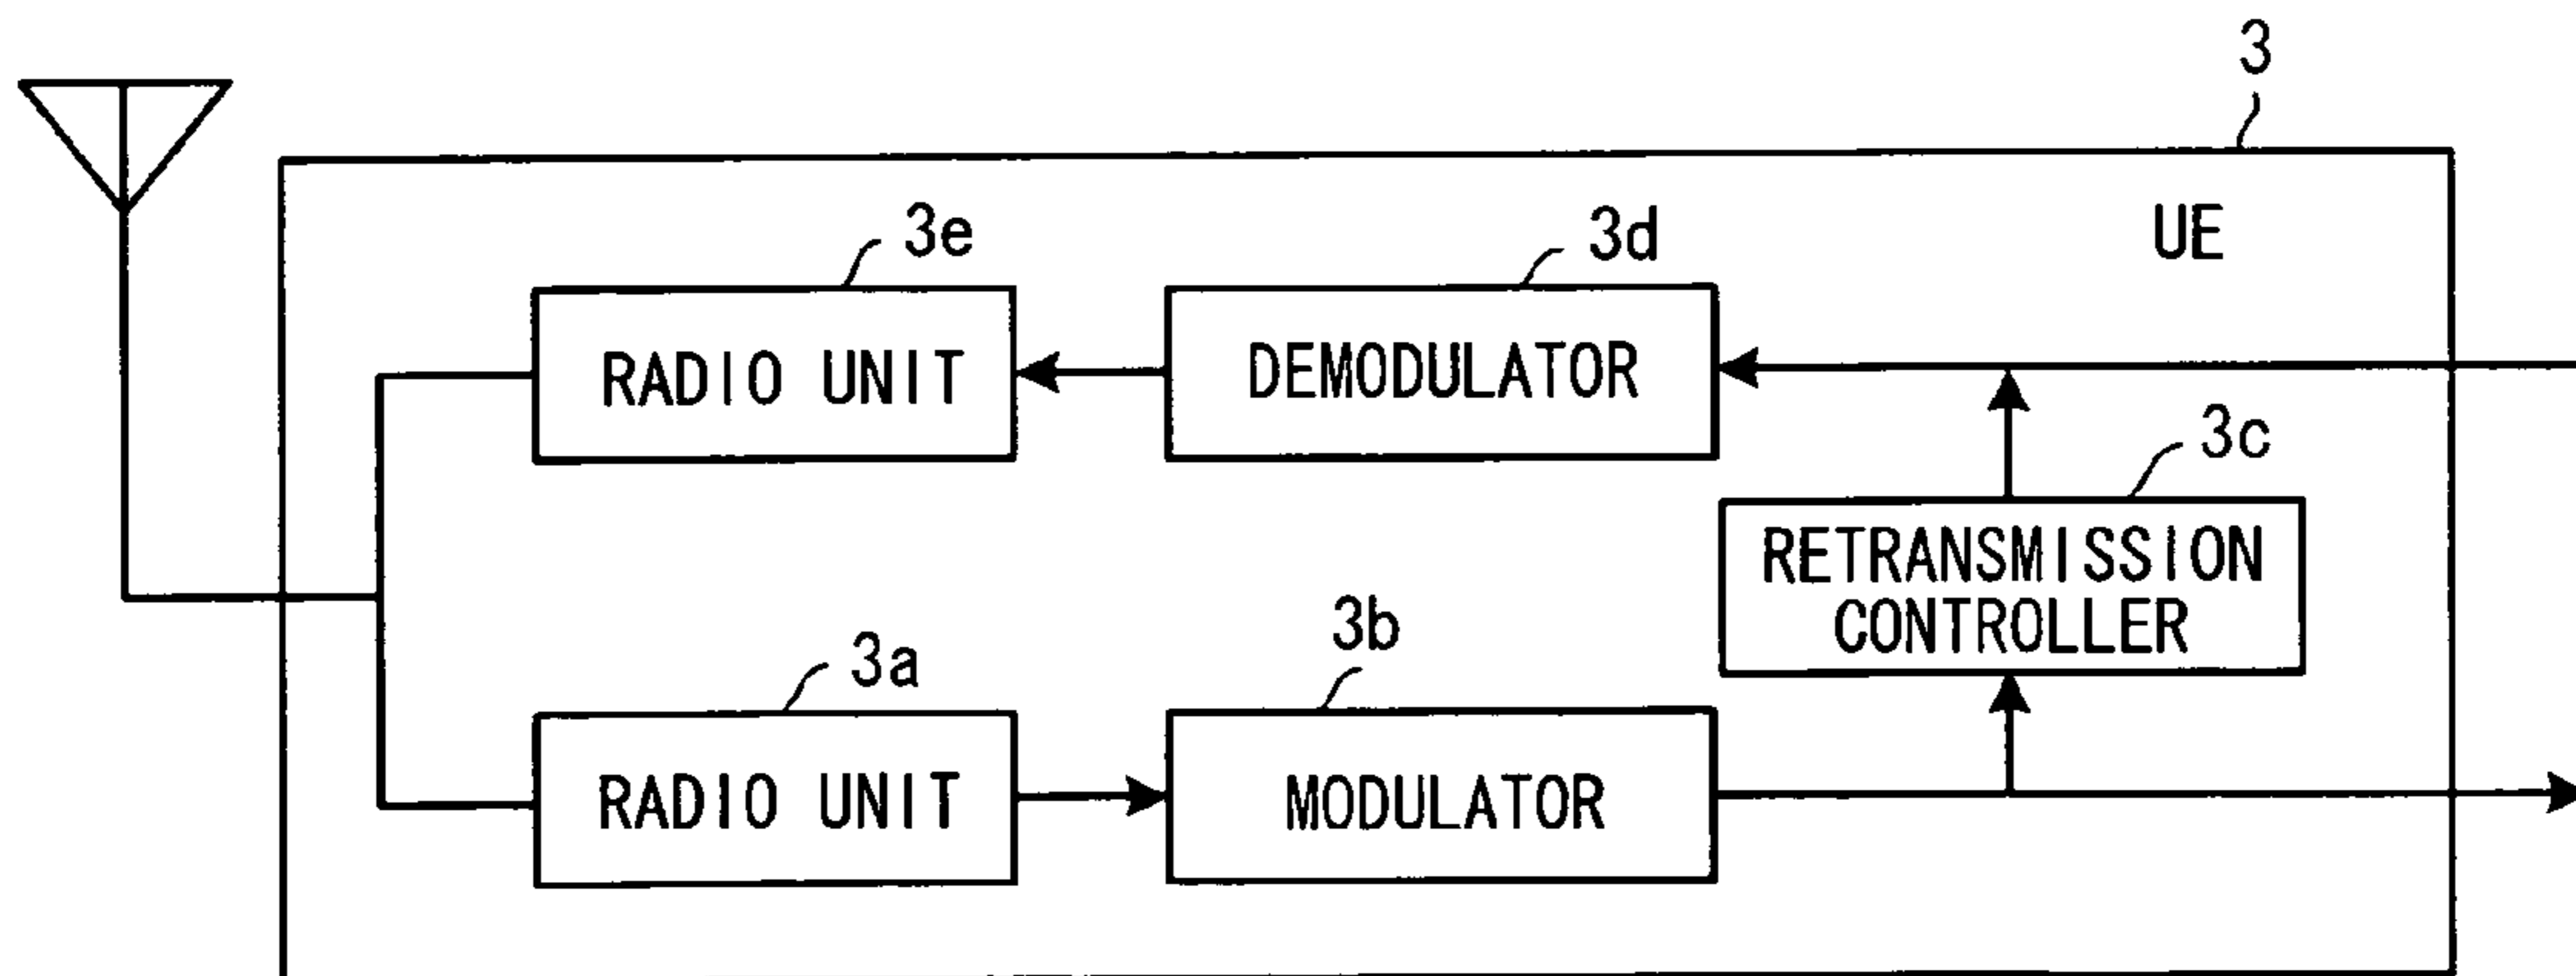 3
UE
3e
3d
RADIO UNIT
DEMODULATOR
3c
RETRANSMISSION
CONTROLLER
3a
3b
RADIO UNIT
MODULATOR